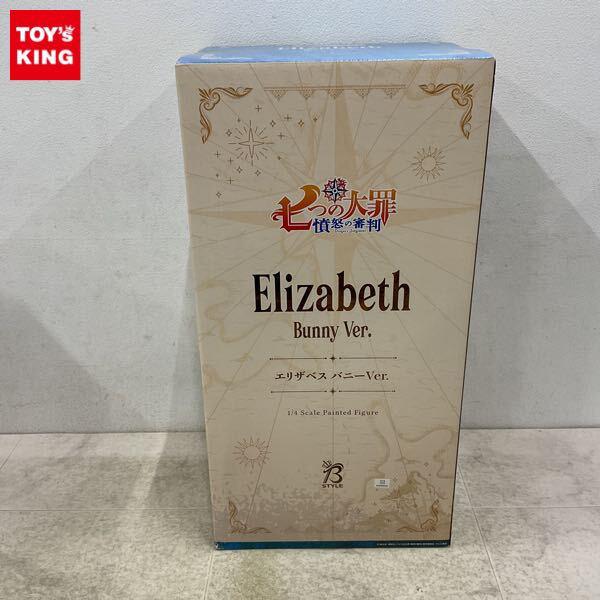 TOY's
KING
七つの大罪
憤怒の審判
Elizabeth
Bunny Ver.
エリザベス バニーVer.
1/4 Scale Painted Figure
B
STYLE